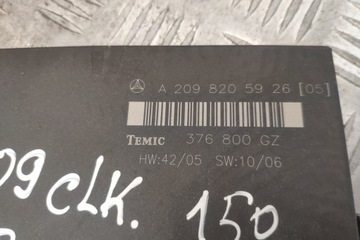 A 209 820 59 26 [05]
TEMIC 376 800 GZ
HW:42/05 SW:10/06
09 CLK. 150